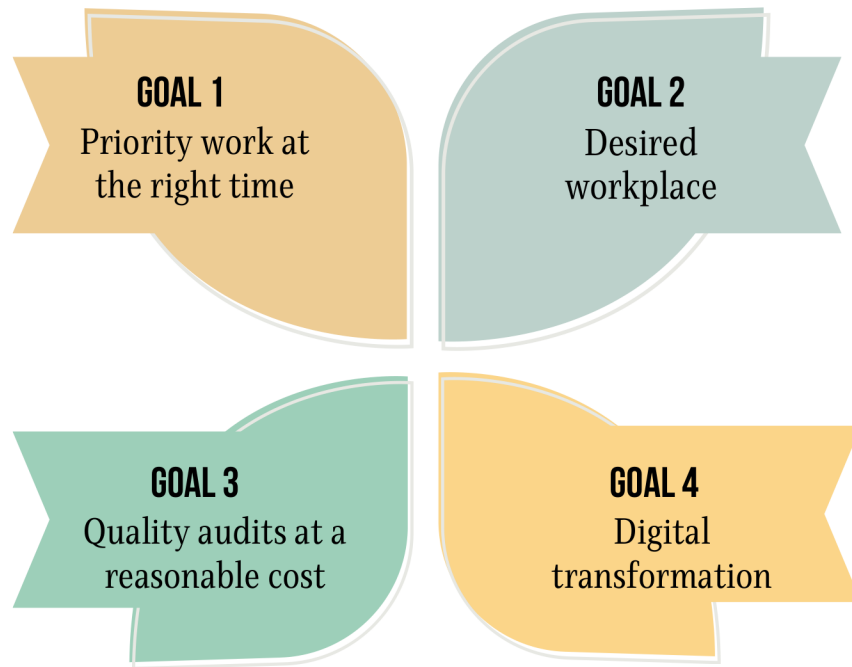 GOAL 1
Priority work at
the right time
GOAL 2
Desired
workplace
GOAL 3
Quality audits at a
reasonable cost
GOAL 4
Digital
transformation